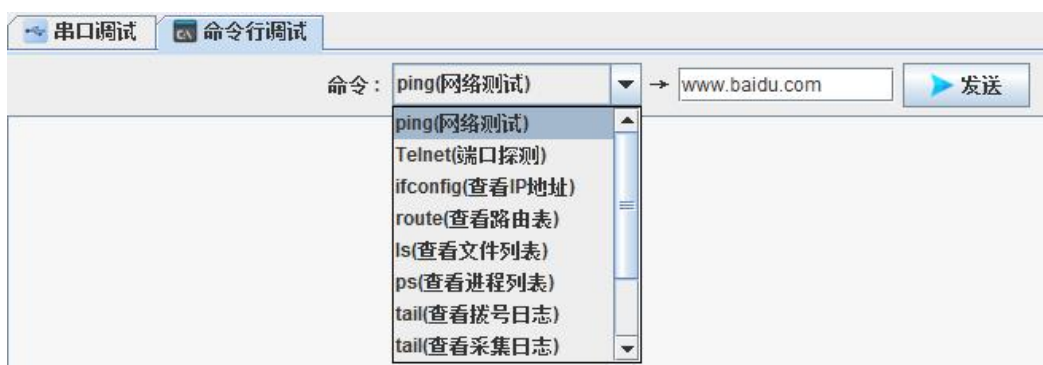 串口调试 命令行调试
命令： ping(网络测试) → www.baidu.com 发送
ping(网络测试)
Telnet(端口探测)
ifconfig(查看IP地址)
route(查看路由表)
ls(查看文件列表)
ps(查看进程列表)
tail(查看拨号日志)
tail(查看采集日志)